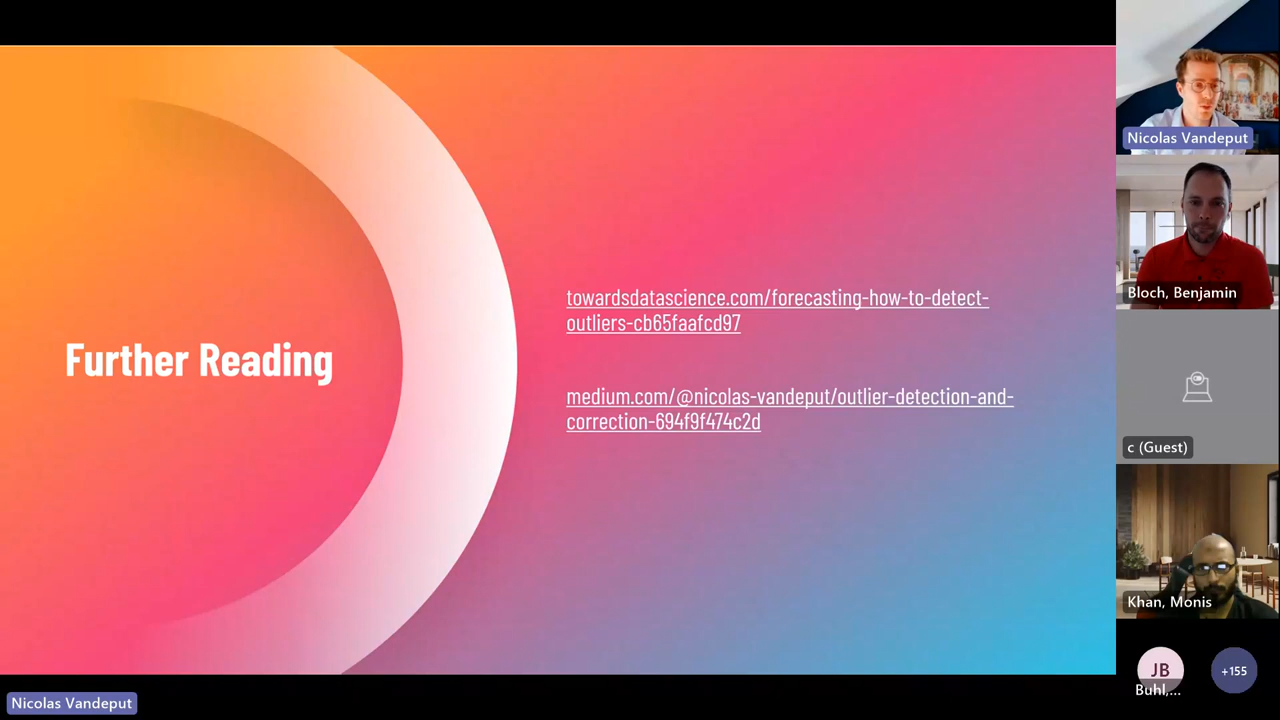 Further Reading
towardsdatascience.com/forecasting-how-to-detect-
outliers-cb65faafcd97
medium.com/@nicolas-vandeput/outlier-detection-and-
correction-694f9f474c2d
Nicolas Vandeput
Bloch, Benjamin
c (Guest)
Khan, Monis
JB
Buhl,...
+155
Nicolas Vandeput